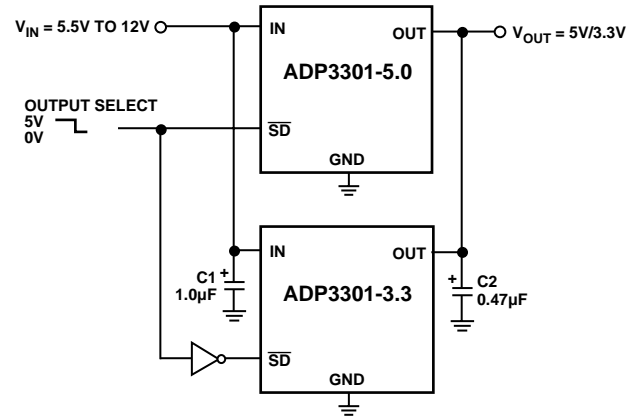 V_IN = 5.5V TO 12V
IN
OUT
V_OUT = 5V/3.3V
ADP3301-5.0
OUTPUT SELECT
5V
0V
SD
GND
IN
OUT
C1
+
1.0µF
ADP3301-3.3
+
C2
0.47µF
SD
GND